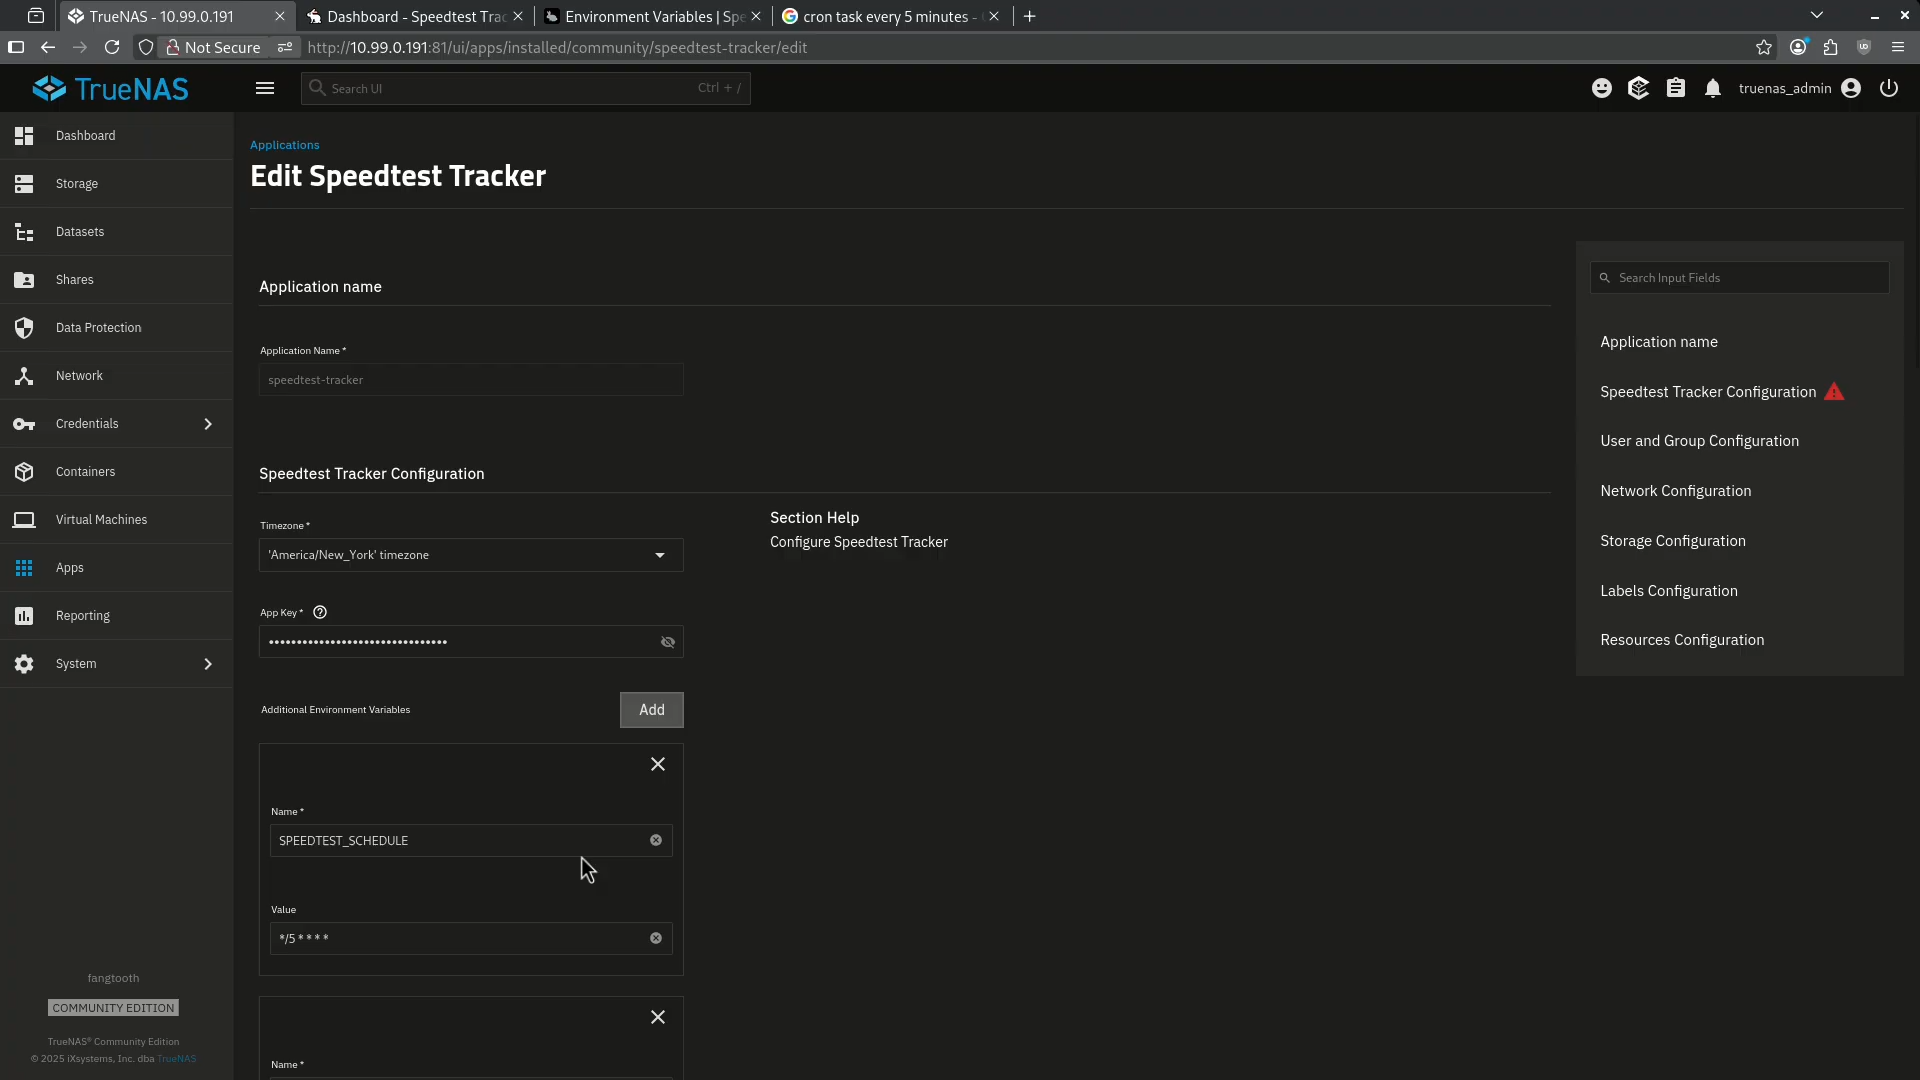 TrueNAS - 10.99.0.191
Dashboard - Speedtest Trac
Environment Variables | Spe
cron task every 5 minutes -
Not Secure
http://10.99.0.191:81/ui/apps/installed/community/speedtest-tracker/edit
TrueNAS
Search UI
Ctrl + /
truenas_admin
Dashboard
Storage
Datasets
Shares
Data Protection
Network
Credentials
Containers
Virtual Machines
Apps
Reporting
System
fangtooth
COMMUNITY EDITION
TrueNAS® Community Edition
© 2025 iXsystems, Inc. dba TrueNAS
Applications
Edit Speedtest Tracker
Application name
Application Name *
speedtest-tracker
Speedtest Tracker Configuration
Timezone *
'America/New_York' timezone
App Key *
Additional Environment Variables
Add
Name *
SPEEDTEST_SCHEDULE
Value
*/5 * * * *
Name *
Section Help
Configure Speedtest Tracker
Search Input Fields
Application name
Speedtest Tracker Configuration
User and Group Configuration
Network Configuration
Storage Configuration
Labels Configuration
Resources Configuration